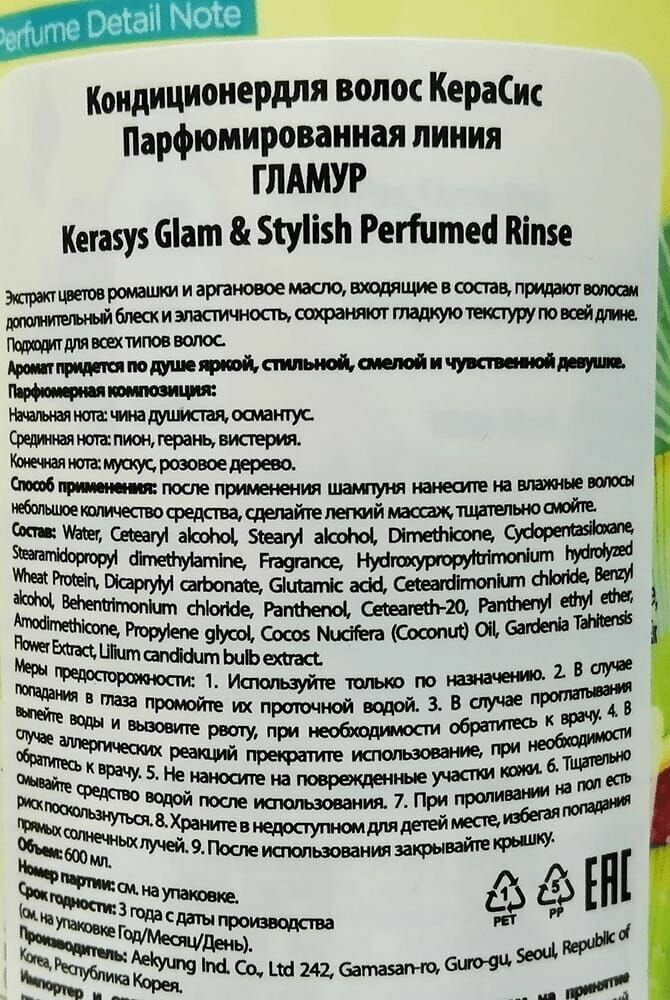 Perfume Detail Note
Кондиционердля волос КераСис
Парфюмированная линия
ГЛАМУР
Kerasys Glam & Stylish Perfumed Rinse
Экстракт цветов ромашки и аргановое масло, входящие в состав, придают волосам
дополнительный блеск и эластичность, сохраняют гладкую текстуру по всей длине.
Подходит для всех типов волос.
Аромат придется по душе яркой, стильной, смелой и чувственной девушке.
Парфюмерная композиция:
Начальная нота: чина душистая, османтус.
Срединная нота: пион, герань, вистерия.
Конечная нота: мускус, розовое дерево.
Способ применения: после применения шампуня нанесите на влажные волосы
небольшое количество средства, сделайте легкий массаж, тщательно смойте.
Состав: Water, Cetearyl alcohol, Stearyl alcohol, Dimethicone, Cyclopentasiloxane,
Stearamidopropyl dimethylamine, Fragrance, Hydroxypropyltrimonium hydrolyzed
Wheat Protein, Dicaprylyl carbonate, Glutamic acid, Ceteardimonium chloride, Benzyl
alcohol, Behentrimonium chloride, Panthenol, Ceteareth-20, Panthenyl ethyl ether,
Amodimethicone, Propylene glycol, Cocos Nucifera (Coconut) Oil, Gardenia Tahitensis
Flower Extract, Lilium candidum bulb extract.
Меры предосторожности: 1. Используйте только по назначению. 2. В случае
попадания в глаза промойте их проточной водой. 3. В случае проглатывания
выпейте воды и вызовите рвоту, при необходимости обратитесь к врачу. 4. В
случае аллергических реакций прекратите использование, при необходимости
обратитесь к врачу. 5. Не наносите на поврежденные участки кожи. 6. Тщательно
омывайте средство водой после использования. 7. При проливании на пол есть
риск поскользнуться. 8. Храните в недоступном для детей месте, избегая попадания
прямых солнечных лучей. 9. После использования закрывайте крышку.
Объем: 600 мл.
Номер партии: см. на упаковке.
Срок годности: 3 года с даты производства
(см. на упаковке Год/Месяц/День).
1
PET
5
PP
EAC
Производитель: Aekyung Ind. Co., Ltd 242, Gamasan-ro, Guro-gu, Seoul, Republic of
Korea, Республика Корея.
Импортер и на принятие